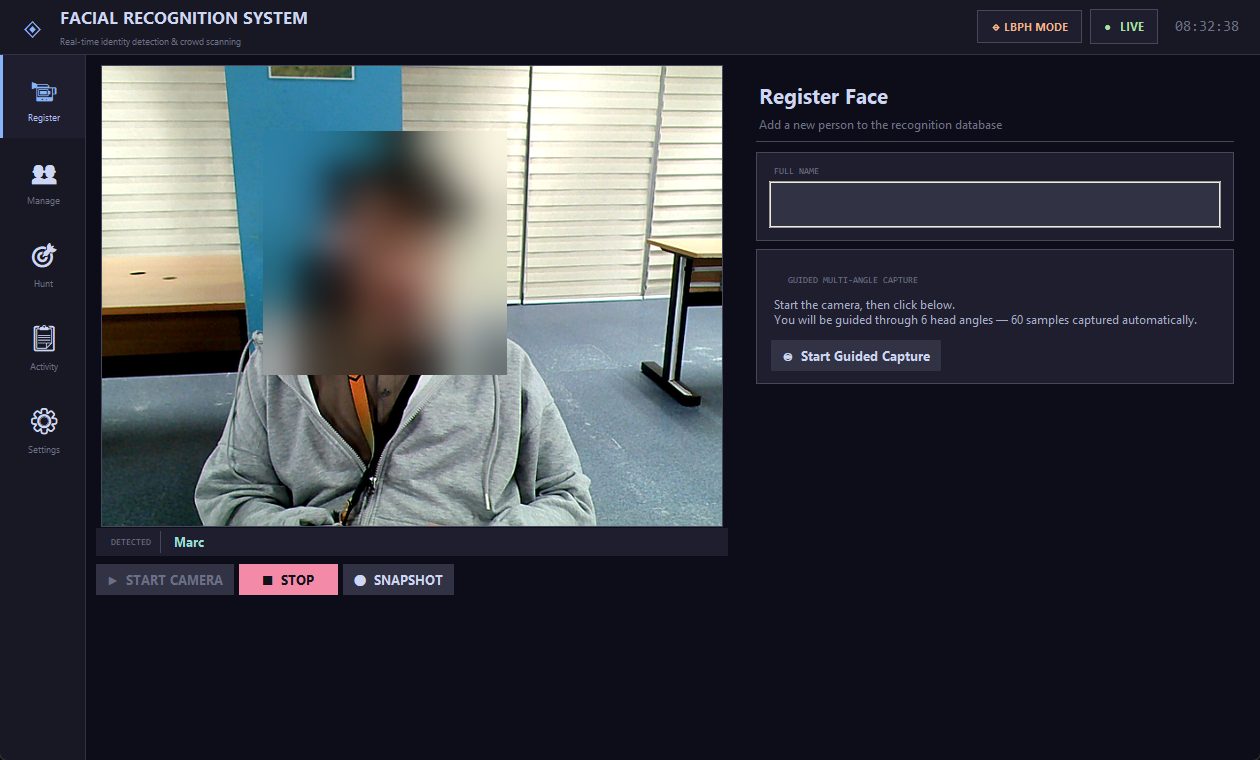 FACIAL RECOGNITION SYSTEM
Real-time identity detection & crowd scanning
LBPH MODE
LIVE
08:32:38
Register
Manage
Hunt
Activity
Settings
DETECTED
Marc
START CAMERA
STOP
SNAPSHOT
Register Face
Add a new person to the recognition database
FULL NAME
GUIDED MULTI-ANGLE CAPTURE
Start the camera, then click below.
You will be guided through 6 head angles — 60 samples captured automatically.
Start Guided Capture